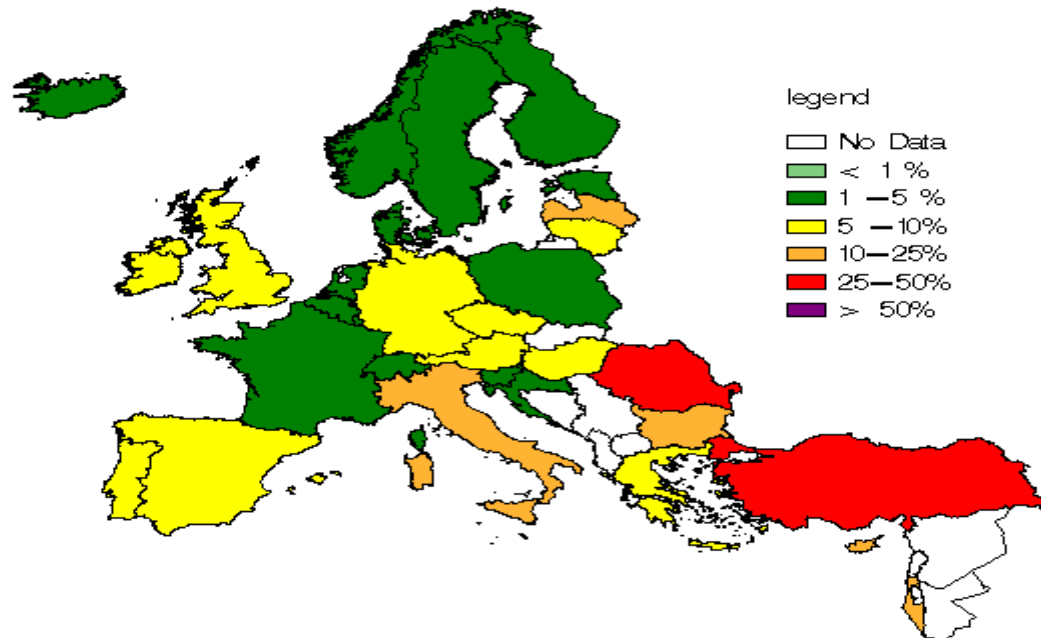 legend
No Data
< 1 %
1 – 5 %
5 – 10%
10 – 25%
25 – 50%
> 50%